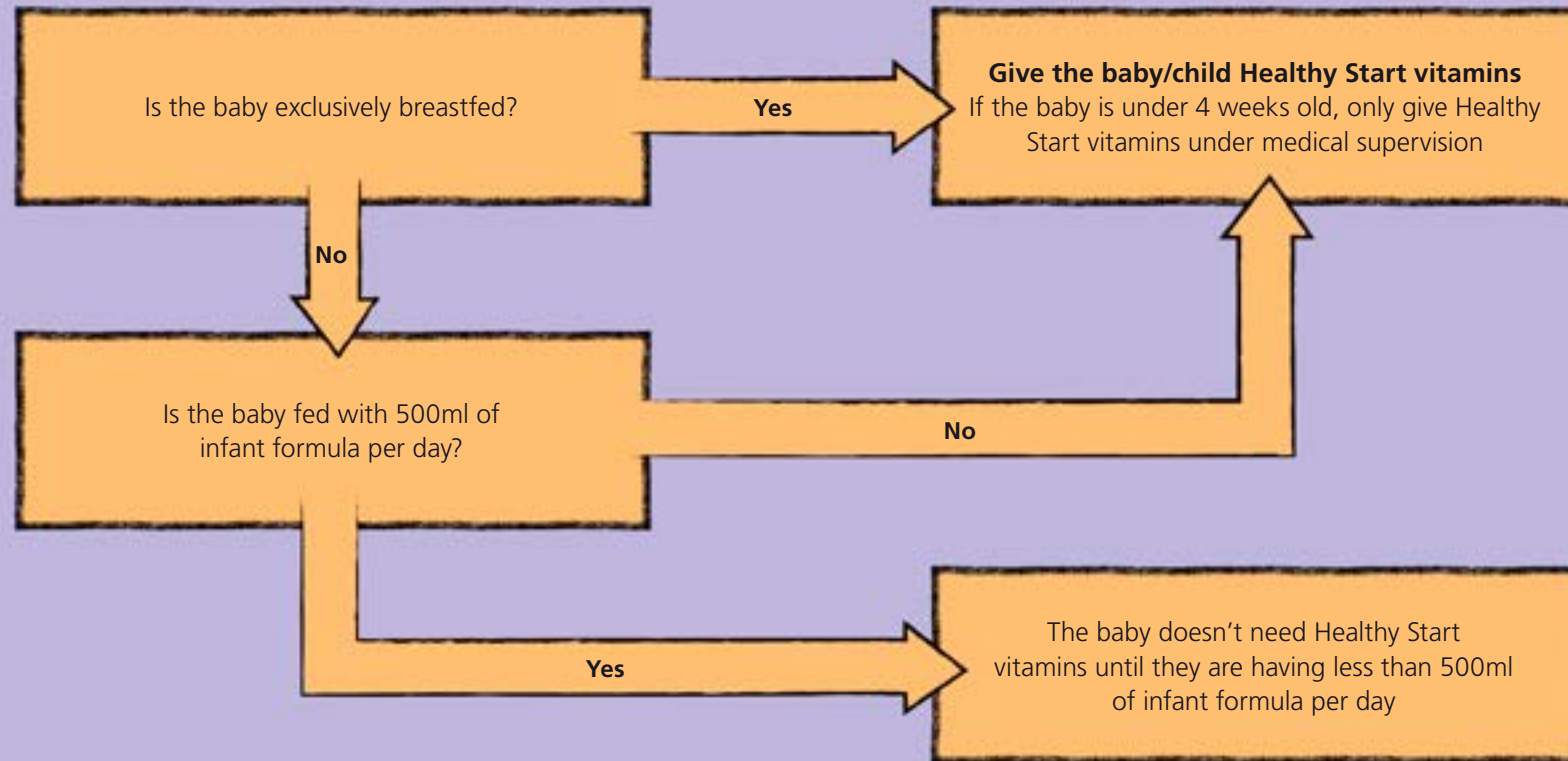 Is the baby exclusively breastfed?
Yes
Give the baby/child Healthy Start vitamins
If the baby is under 4 weeks old, only give Healthy
Start vitamins under medical supervision
No
Is the baby fed with 500ml of
infant formula per day?
No
Yes
The baby doesn't need Healthy Start
vitamins until they are having less than 500ml
of infant formula per day